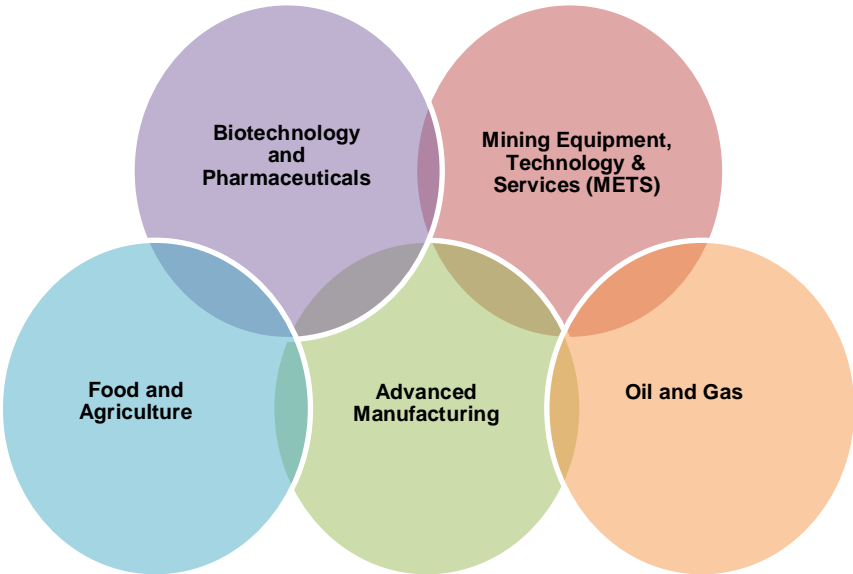 Biotechnology
and
Pharmaceuticals
Mining Equipment,
Technology &
Services (METS)
Food and
Agriculture
Advanced
Manufacturing
Oil and Gas